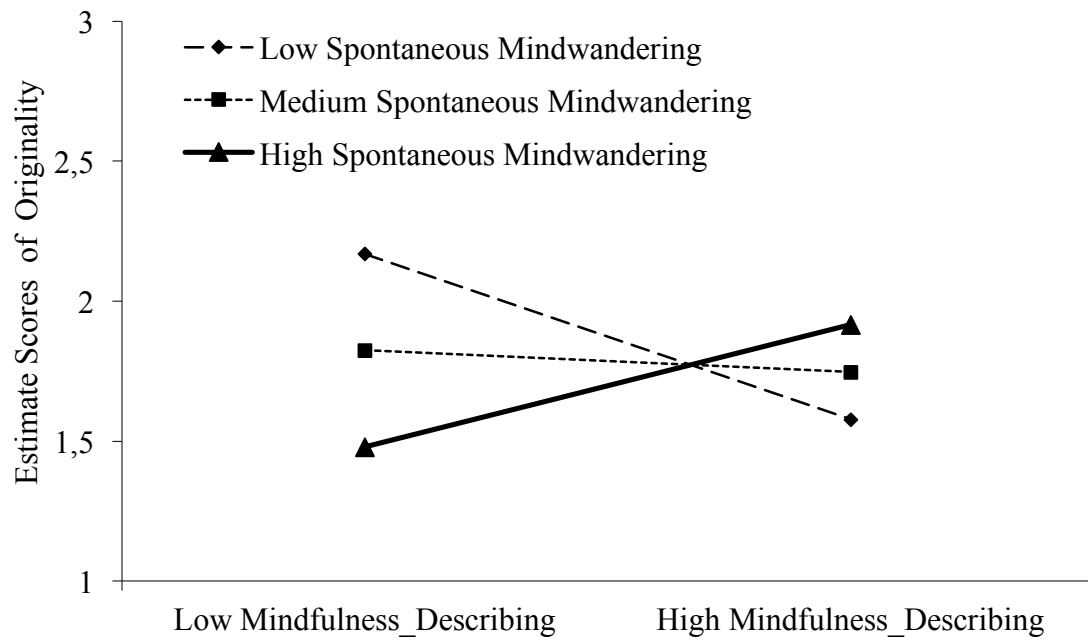 3
Low Spontaneous Mindwandering
Medium Spontaneous Mindwandering
High Spontaneous Mindwandering
2,5
2
1,5
1
Estimate Scores of Originality
Low Mindfulness_Describing
High Mindfulness_Describing